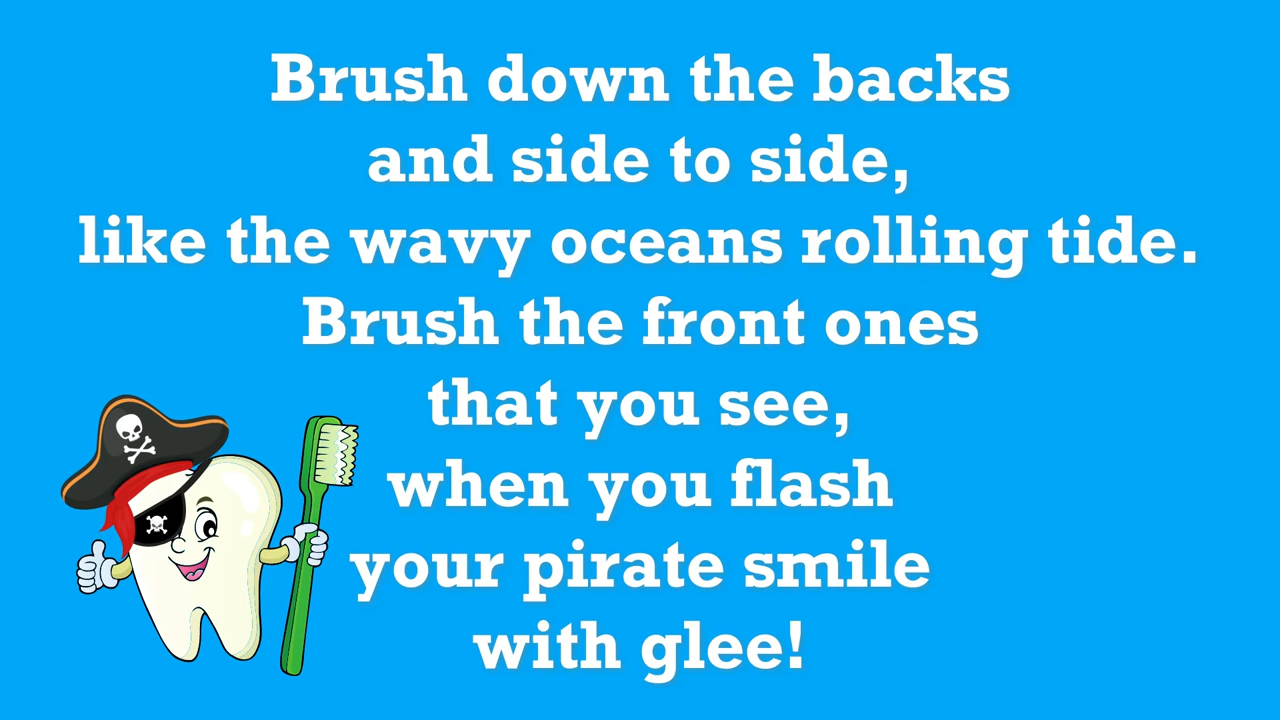 Brush down the backs
and side to side,
like the wavy oceans rolling tide.
Brush the front ones
that you see,
when you flash
your pirate smile
with glee!